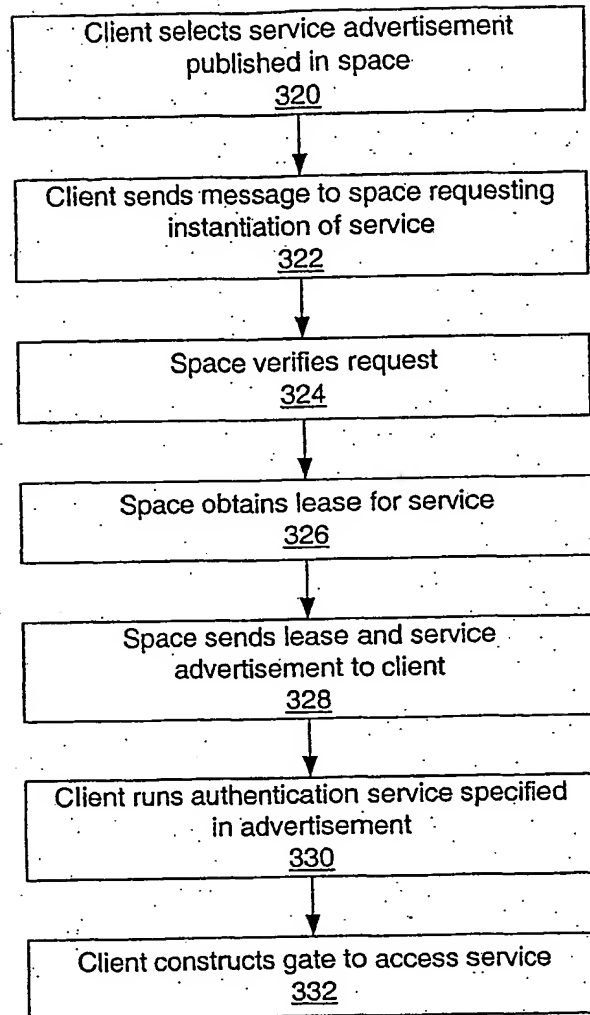 Client selects service advertisement
published in space
320
Client sends message to space requesting
instantiation of service
322
Space verifies request
324
Space obtains lease for service
326
Space sends lease and service
advertisement to client
328
Client runs authentication service specified
in advertisement
330
Client constructs gate to access service
332